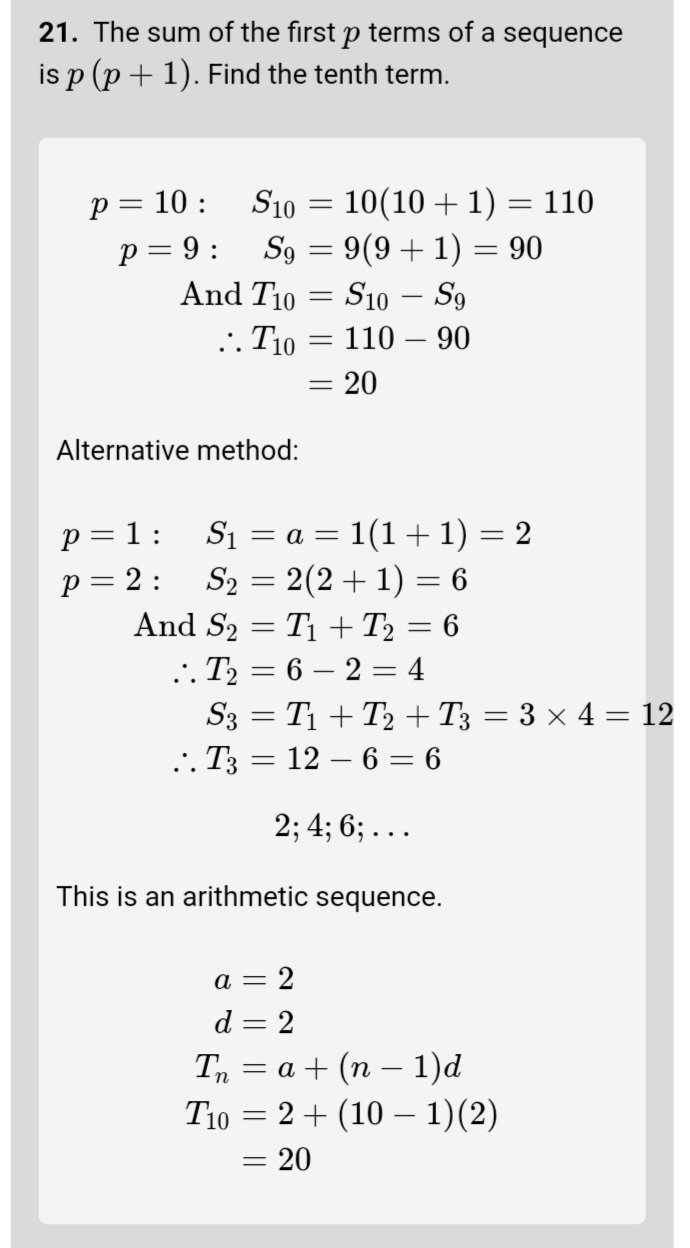 21. The sum of the first p terms of a sequence
is p (p + 1). Find the tenth term.
p = 10 : S₁₀ = 10(10 + 1) = 110
p = 9 : S₉ = 9(9 + 1) = 90
And T₁₀ = S₁₀ − S₉
∴ T₁₀ = 110 − 90
= 20
Alternative method:
p = 1 : S₁ = a = 1(1 + 1) = 2
p = 2 : S₂ = 2(2 + 1) = 6
And S₂ = T₁ + T₂ = 6
∴ T₂ = 6 − 2 = 4
S₃ = T₁ + T₂ + T₃ = 3 × 4 = 12
∴ T₃ = 12 − 6 = 6
2; 4; 6; . . .
This is an arithmetic sequence.
a = 2
d = 2
Tₙ = a + (n − 1)d
T₁₀ = 2 + (10 − 1)(2)
= 20